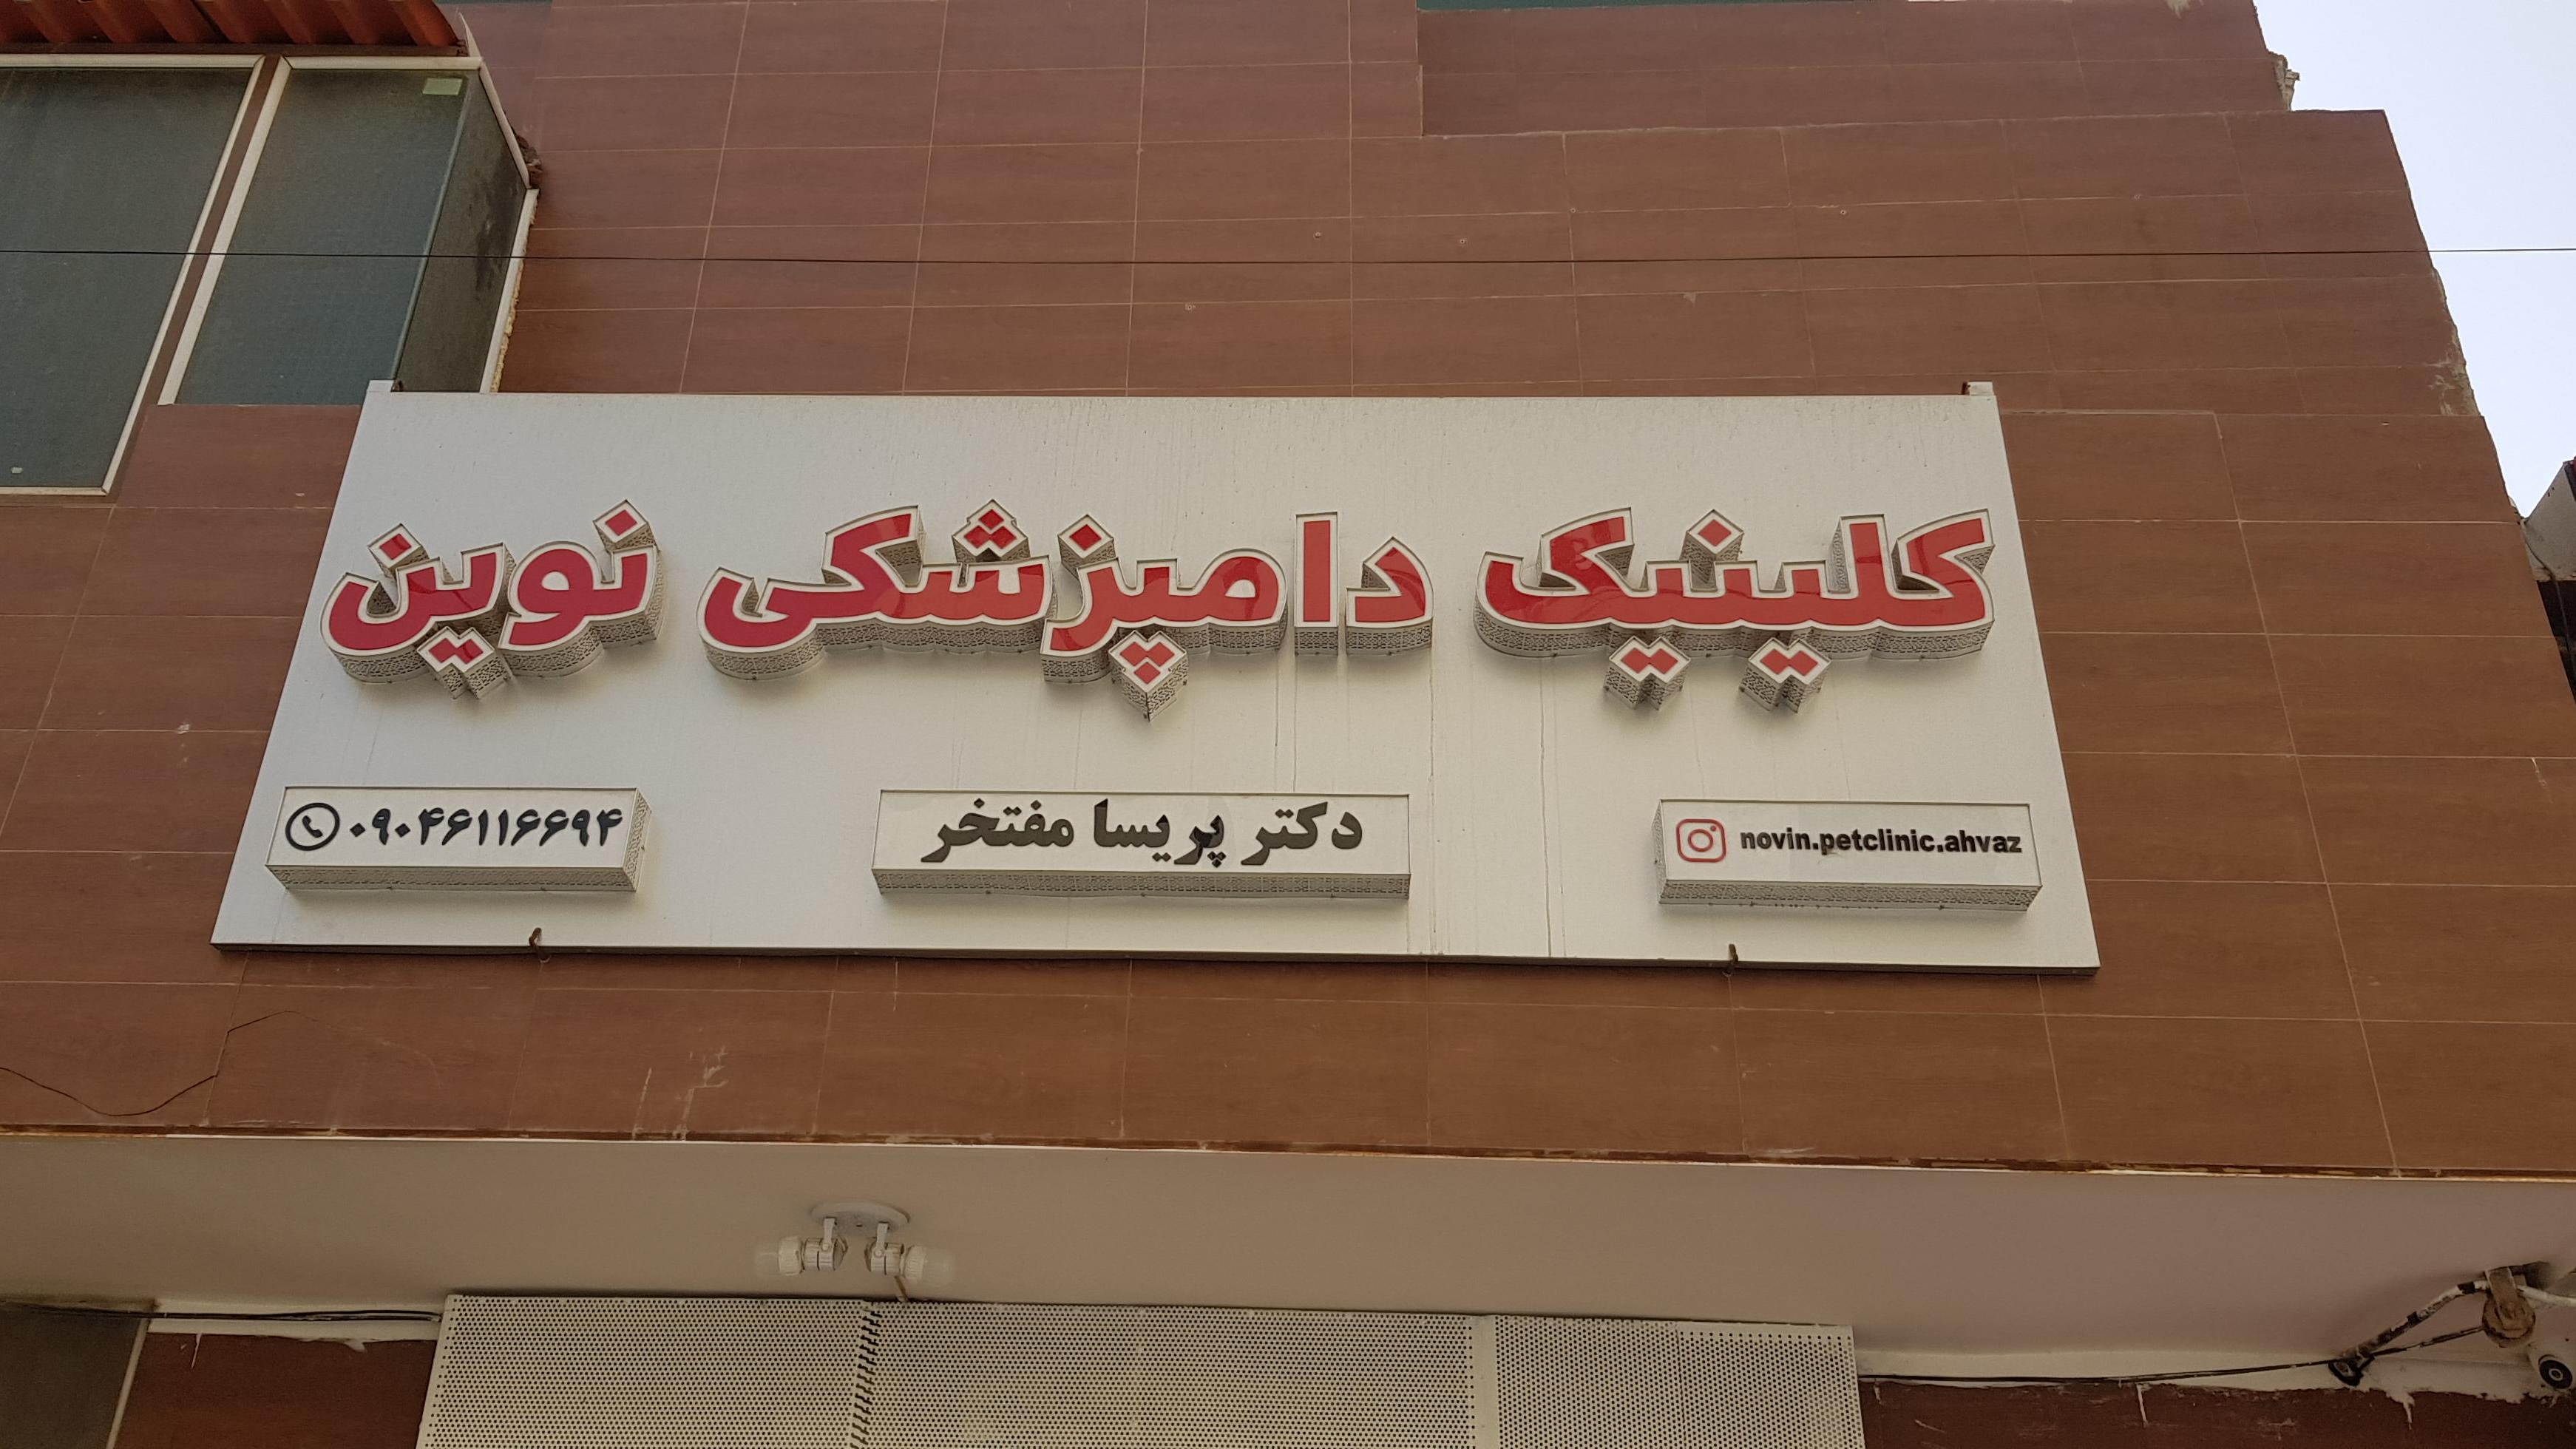 کلینیک دامپزشکی نوین
novin.petclinic.ahvaz
دکتر پریسا مفتخر
۰۹۰۴۶۱۱۶۶۹۴